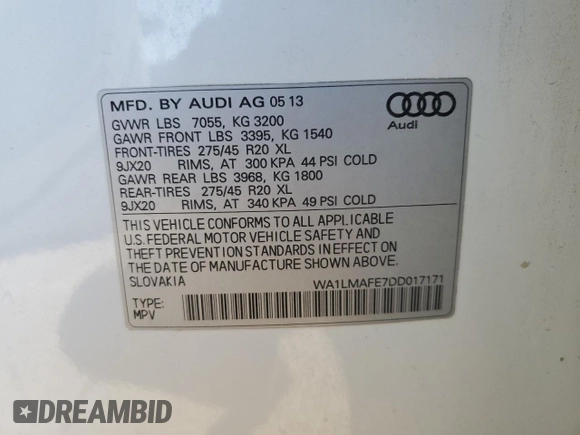 MFD. BY AUDI AG 05 13
GVWR LBS 7055, KG 3200
GAWR FRONT LBS 3395, KG 1540
FRONT-TIRES 275/45 R20 XL
9JX20 RIMS, AT 300 KPA 44 PSI COLD
GAWR REAR LBS 3968, KG 1800
REAR-TIRES 275/45 R20 XL
9JX20 RIMS, AT 340 KPA 49 PSI COLD
Audi
THIS VEHICLE CONFORMS TO ALL APPLICABLE
U.S. FEDERAL MOTOR VEHICLE SAFETY AND
THEFT PREVENTION STANDARDS IN EFFECT ON
THE DATE OF MANUFACTURE SHOWN ABOVE.
SLOVAKIA
WA1LMAFE7DD017171
TYPE:
MPV
DREAMBID